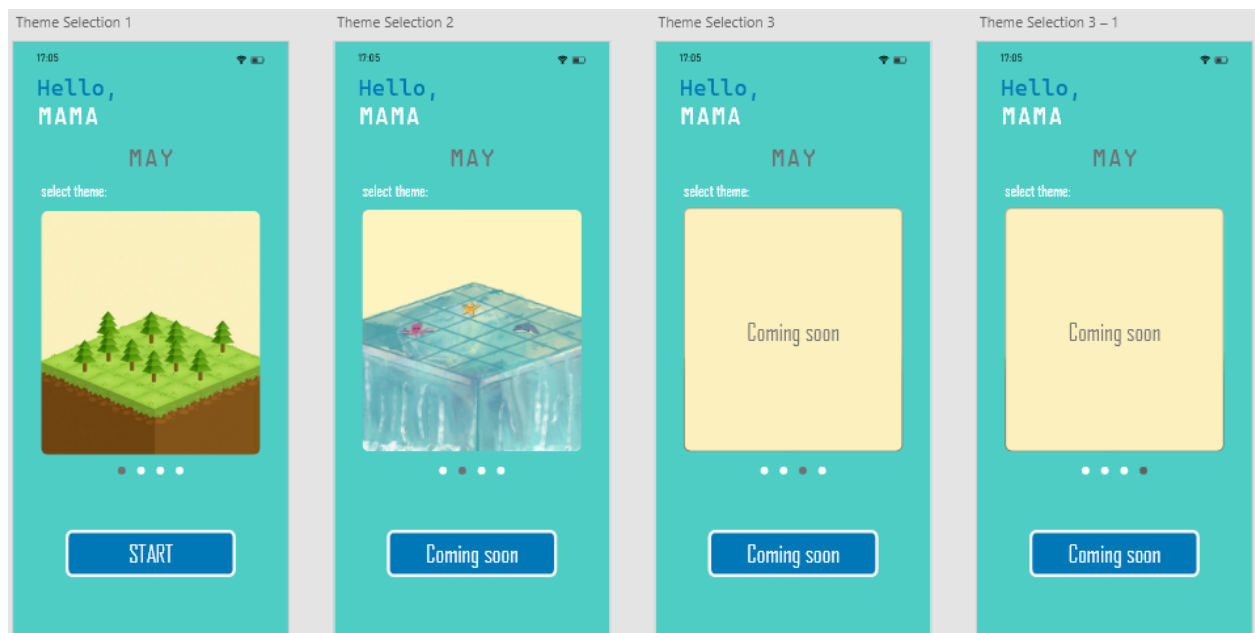 Theme Selection 1
17:05
Hello,
MAMA
MAY
select theme:
START
Theme Selection 2
17:05
Hello,
MAMA
MAY
select theme:
Coming soon
Theme Selection 3
17:05
Hello,
MAMA
MAY
select theme:
Coming soon
Coming soon
Theme Selection 3 – 1
17:05
Hello,
MAMA
MAY
select theme:
Coming soon
Coming soon